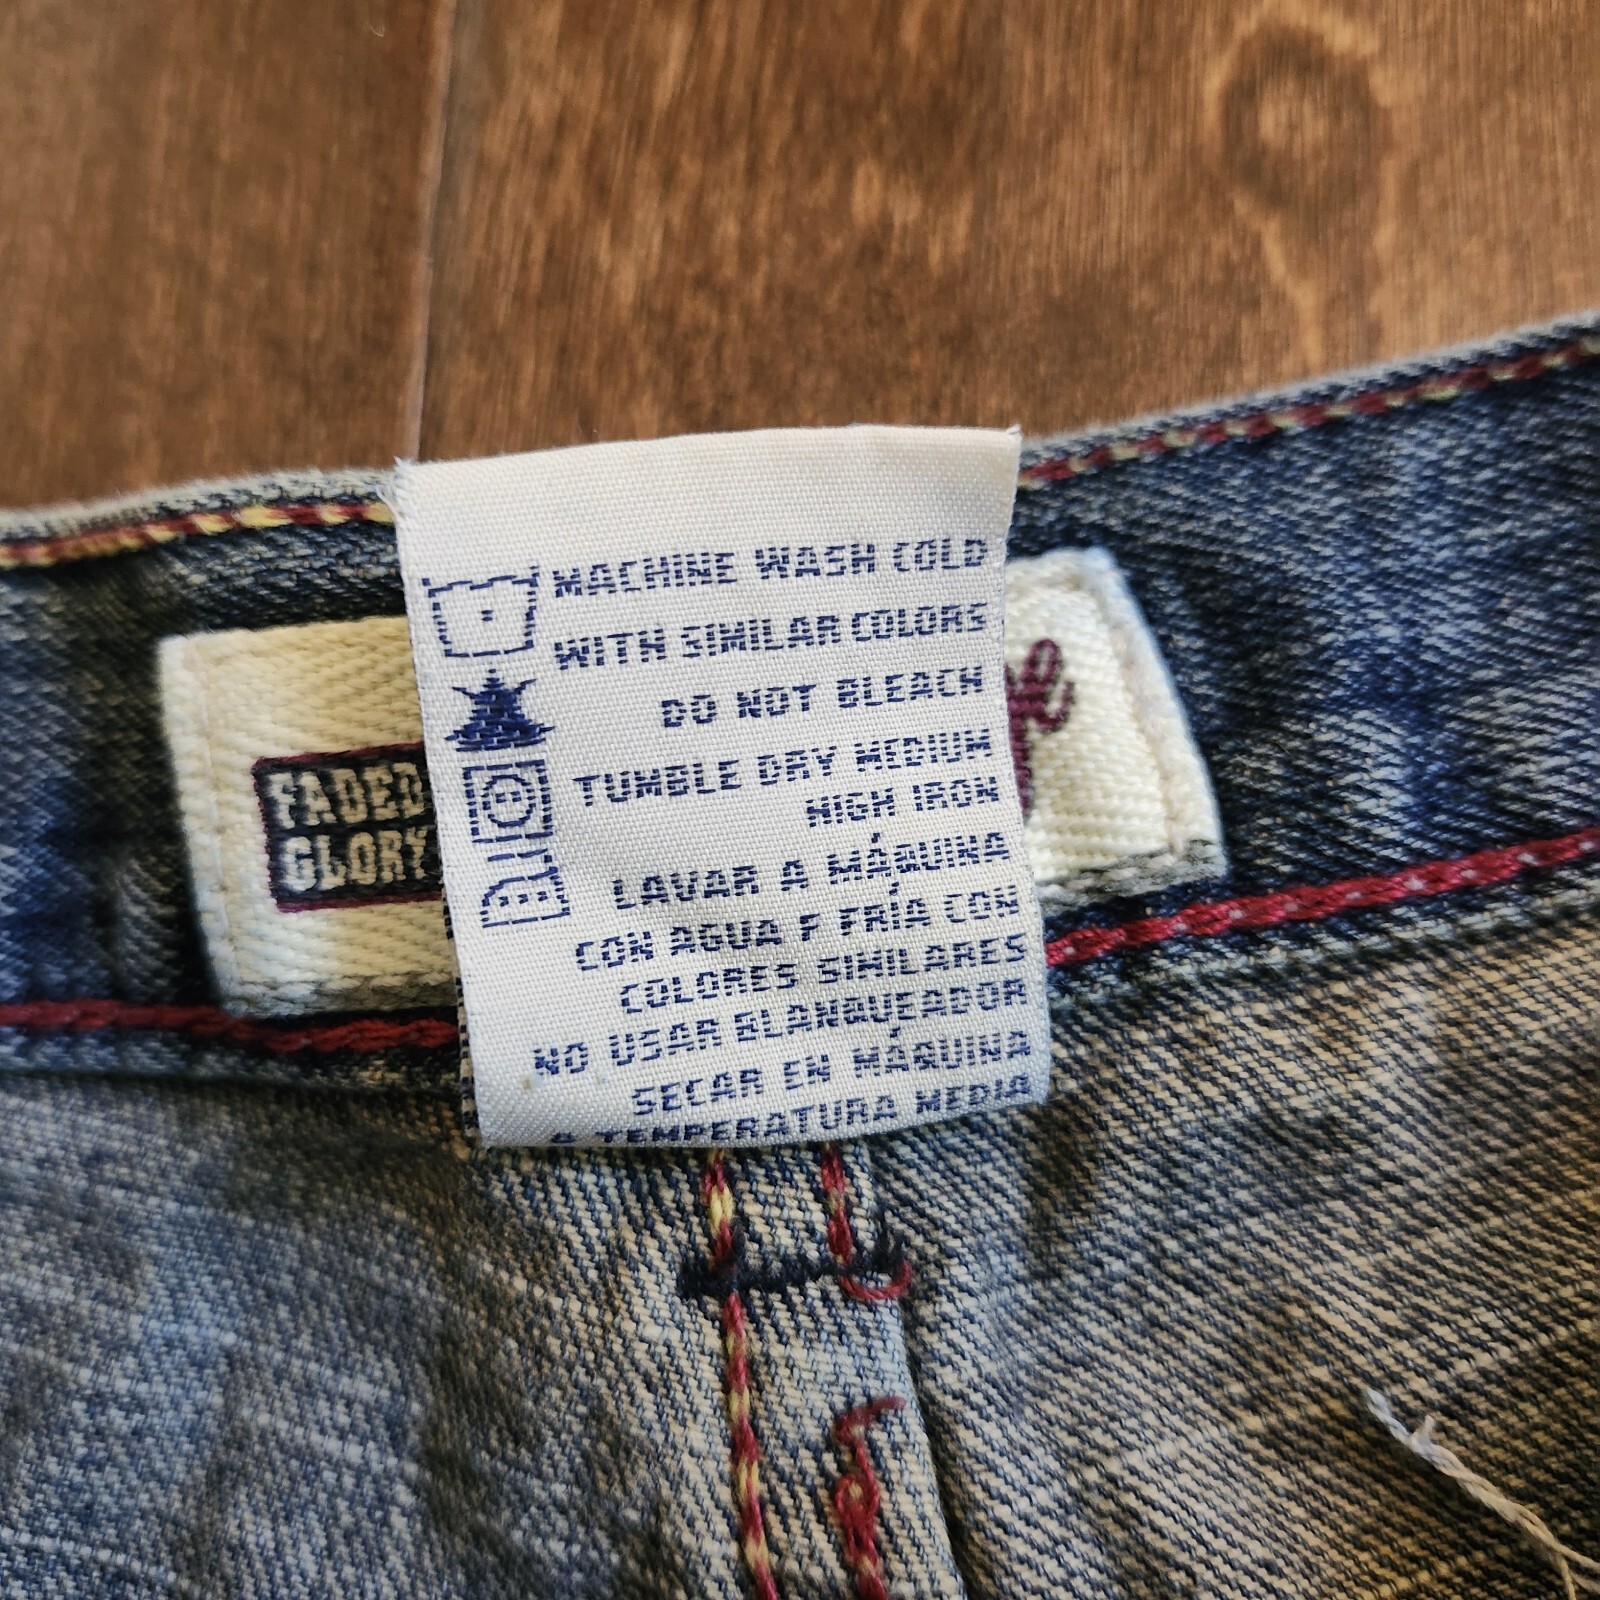 MACHINE WASH COLD
WITH SIMILAR COLORS
DO NOT BLEACH
TUMBLE DRY MEDIUM
HIGH IRON
LAVAR A MÁQUINA
CON AGUA F FRÍA CON
COLORES SIMILARES
NO USAR BLANQUEADOR
SECAR EN MÁQUINA
A TEMPERATURA MEDIA
FADED
GLORY